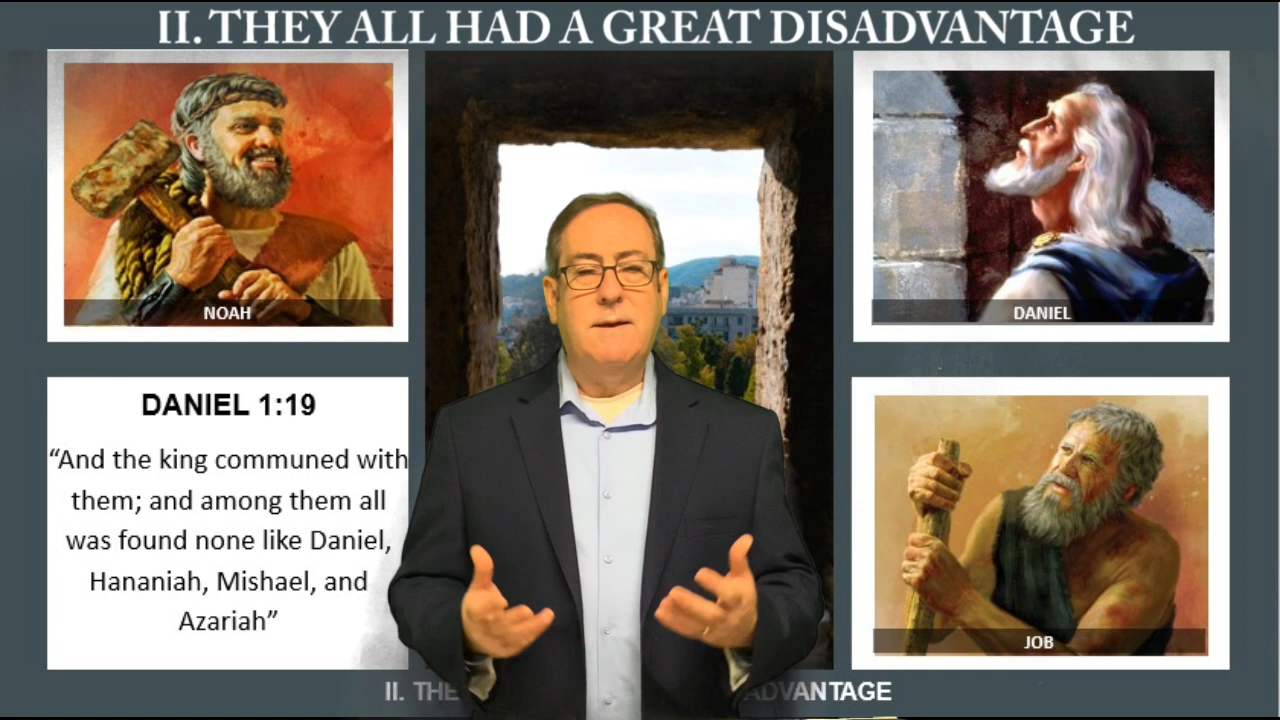 II. THEY ALL HAD A GREAT DISADVANTAGE
NOAH
DANIEL
DANIEL 1:19
“And the king communed with
them; and among them all
was found none like Daniel,
Hananiah, Mishael, and
Azariah”
JOB
II. THE ADVANTAGE